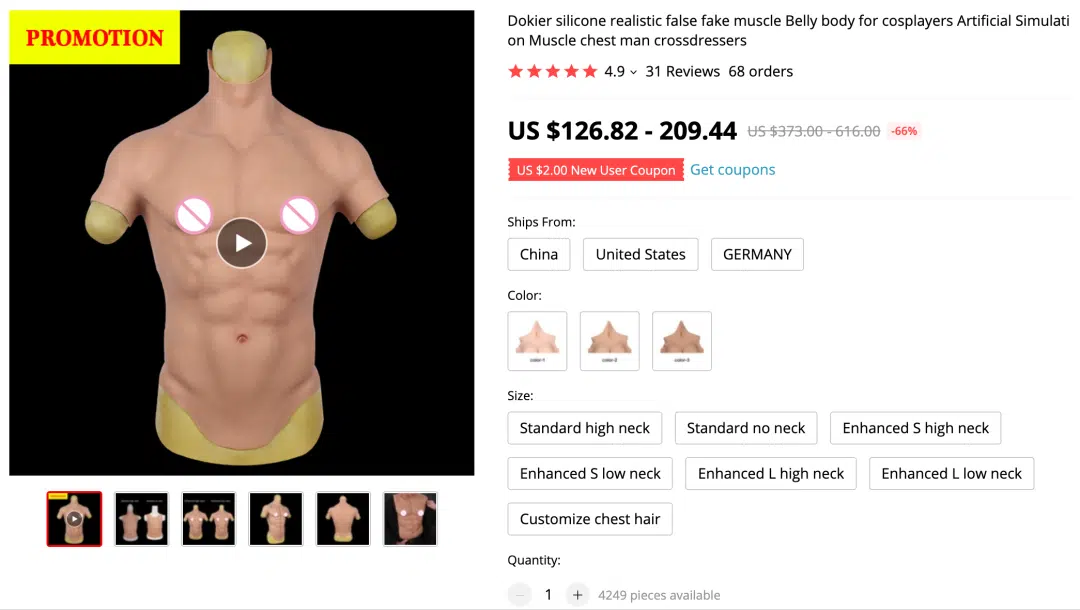 PROMOTION
Dokier silicone realistic false fake muscle Belly body for cosplayers Artificial Simulati
on Muscle chest man crossdressers
4.9 31 Reviews 68 orders
US $126.82 - 209.44 US $373.00 - 616.00 -66%
US $2.00 New User Coupon Get coupons
Ships From:
China United States GERMANY
Color:
color-1 color-2 color-3
Size:
Standard high neck Standard no neck Enhanced S high neck
Enhanced S low neck Enhanced L high neck Enhanced L low neck
Customize chest hair
Quantity:
1 4249 pieces available